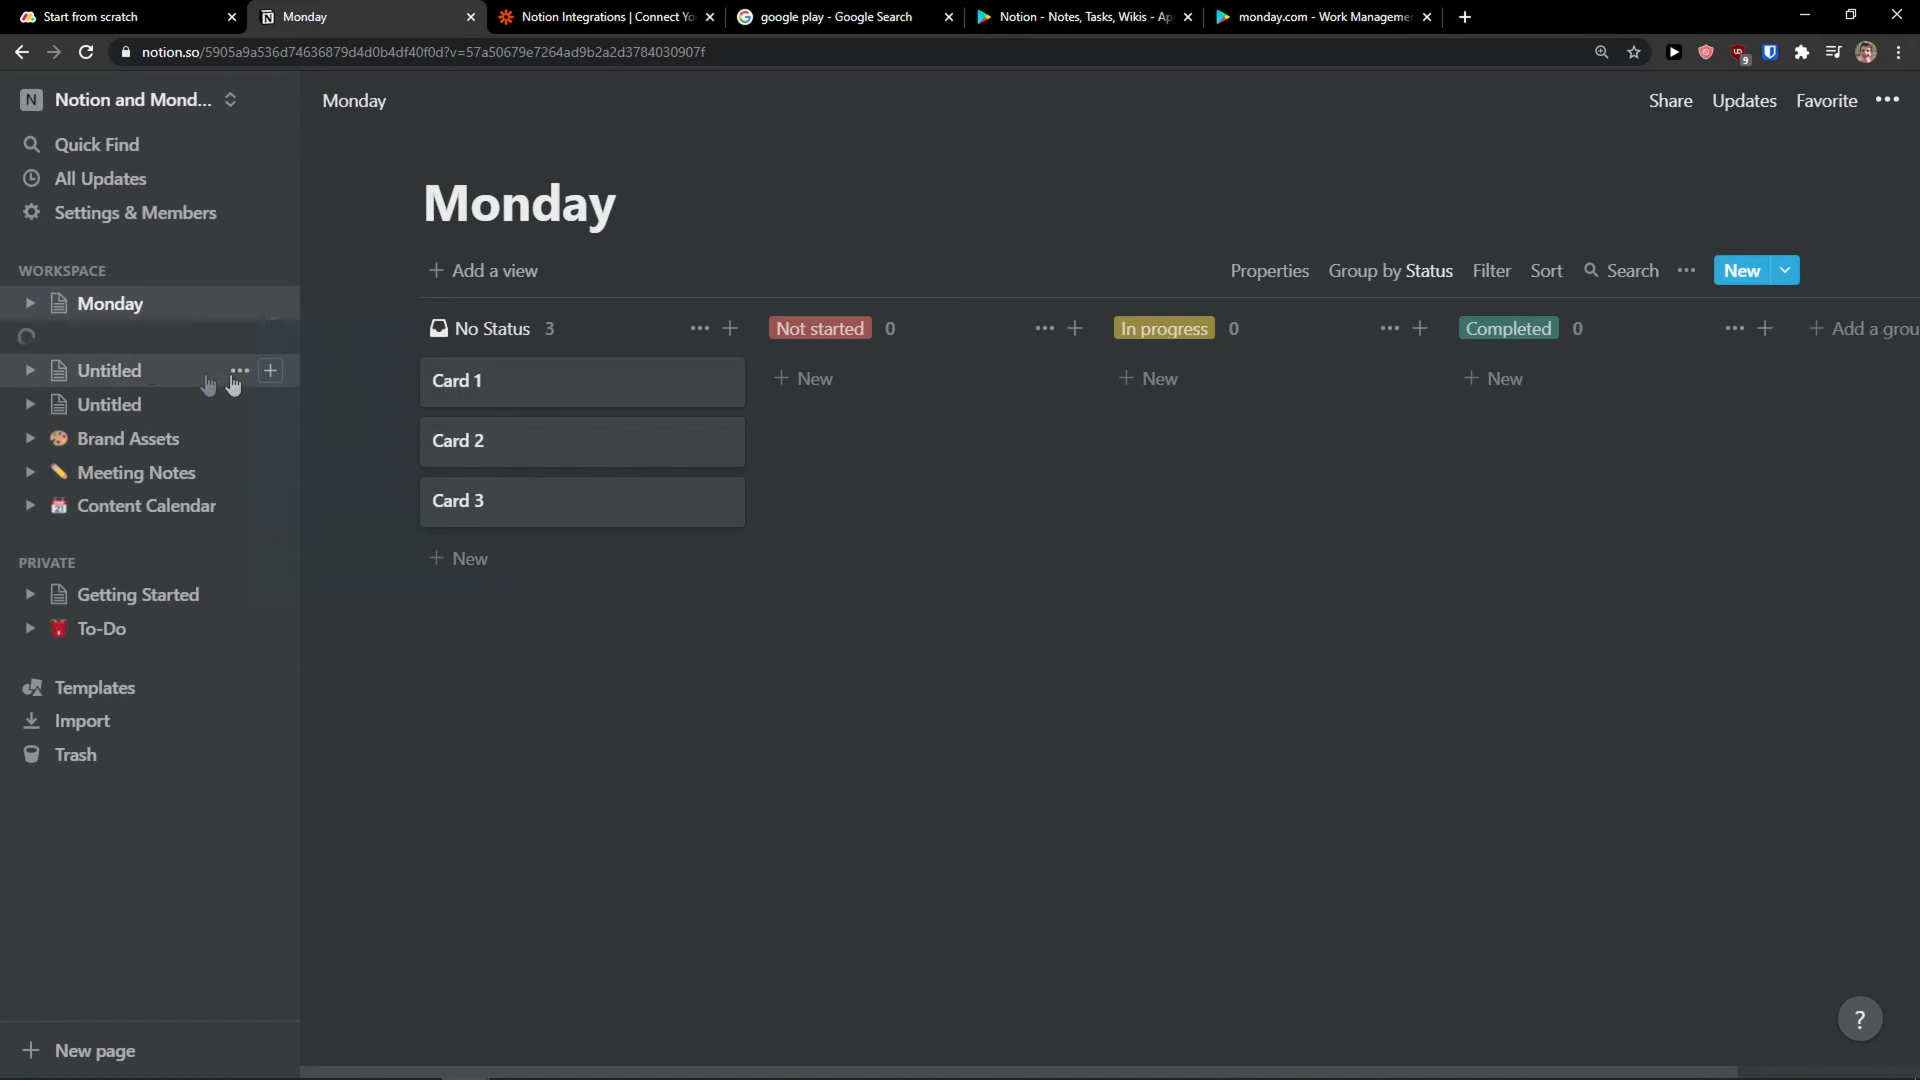 Start from scratch
Monday
Notion Integrations | Connect Yo
google play - Google Search
Notion - Notes, Tasks, Wikis - Ap
monday.com - Work Managemen
notion.so/5905a9a536d74636879d4d0b4df40f0d?v=57a50679e7264ad9b2a2d3784030907f
9
N Notion and Mond...
Monday
Share Updates Favorite
Quick Find
All Updates
Settings & Members
Monday
Add a view
Properties Group by Status Filter Sort Search New
WORKSPACE
Monday
Untitled
Untitled
Brand Assets
Meeting Notes
Content Calendar
PRIVATE
Getting Started
To-Do
Templates
Import
Trash
New page
No Status 3
Card 1
Card 2
Card 3
New
Not started 0
New
In progress 0
New
Completed 0
New
Add a grou
?